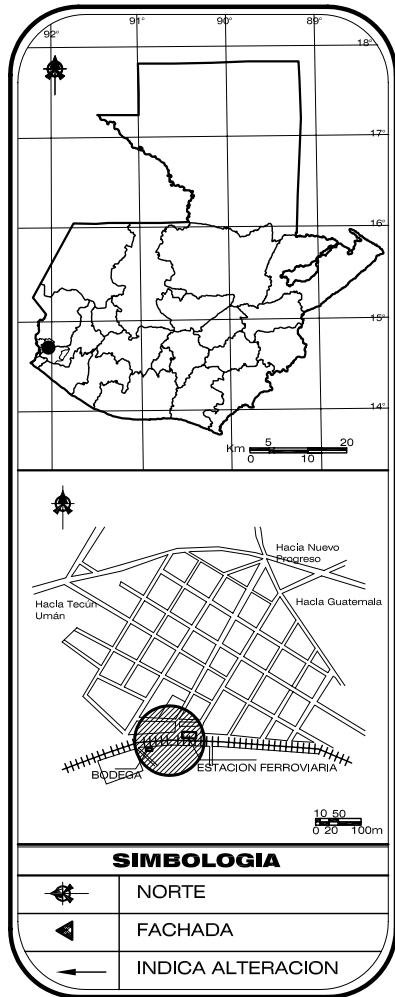 92° 91° 90° 89°
18°
17°
16°
15°
14°
Km 5 20
0 10
Hacia Nuevo
Progreso
Hacia Tecún
Umán
Hacia Guatemala
BODEGA
ESTACION FERROVIARIA
10 50
0 20 100m
SIMBOLOGIA
NORTE
FACHADA
INDICA ALTERACION